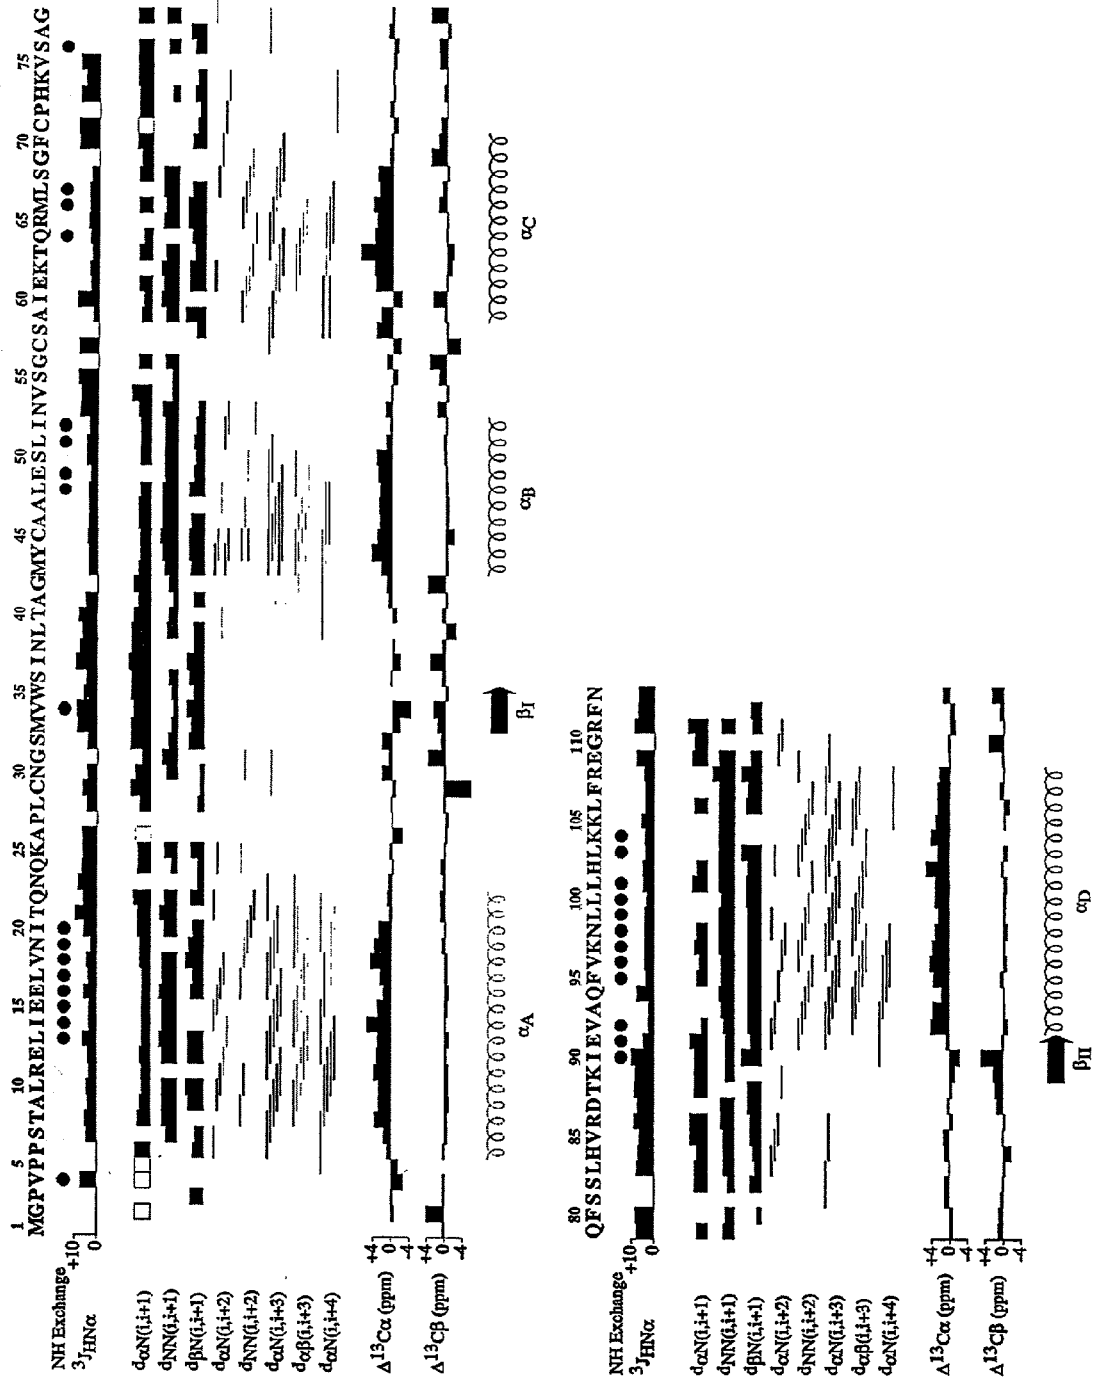 1 5 10 15 20 25 30 35 40 45 50 55 60 65 70 75
MGPVPPSTALRELIEELVNITQNQKAPLCNGSMVWSINLTAGMYCAALESLINVSGCSAIEKTQRMLSGFCPHKVSAG
NH Exchange
³JHNα +10 0
dαN(i,i+1)
dNN(i,i+1)
dβN(i,i+1)
dαN(i,i+2)
dNN(i,i+2)
dαN(i,i+3)
dαβ(i,i+3)
dαN(i,i+4)
Δ¹³Cα (ppm) +4 0 -4
Δ¹³Cβ (ppm) +4 0 -4
αA βI αB αC
80 85 90 95 100 105 110
QFSSLHVRDTKIEVAQFVKNLLLHLKKLFREGRFN
NH Exchange
³JHNα +10 0
dαN(i,i+1)
dNN(i,i+1)
dβN(i,i+1)
dαN(i,i+2)
dNN(i,i+2)
dαN(i,i+3)
dαβ(i,i+3)
dαN(i,i+4)
Δ¹³Cα (ppm) +4 0 -4
Δ¹³Cβ (ppm) +4 0 -4
βII αD